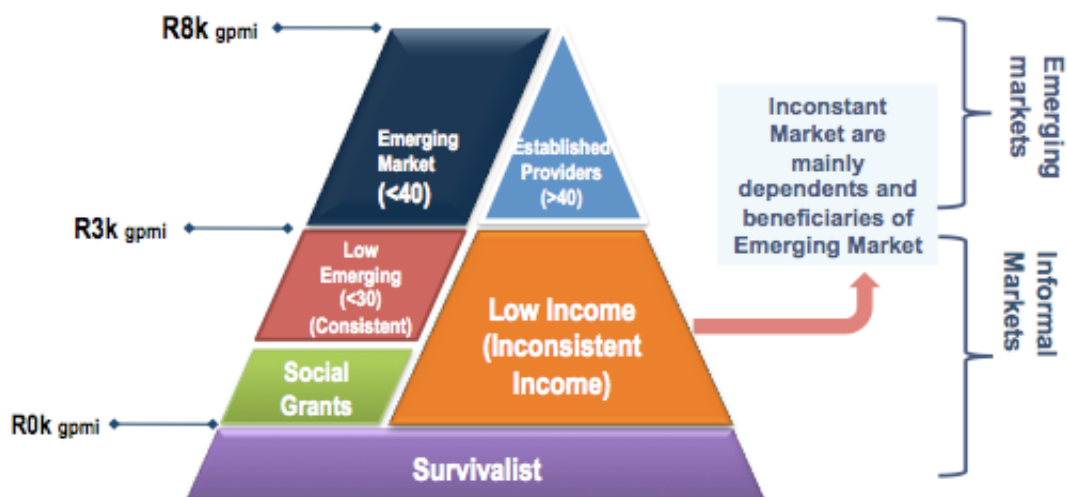 R8k gpmi
Emerging
Market
(<40)
Established
Providers
(>40)
Inconstant
Market are
mainly
dependents and
beneficiaries of
Emerging Market
Emerging
markets
R3k gpmi
Low
Emerging
(<30)
(Consistent)
Low Income
(Inconsistent
Income)
Informal
Markets
Social
Grants
R0k gpmi
Survivalist